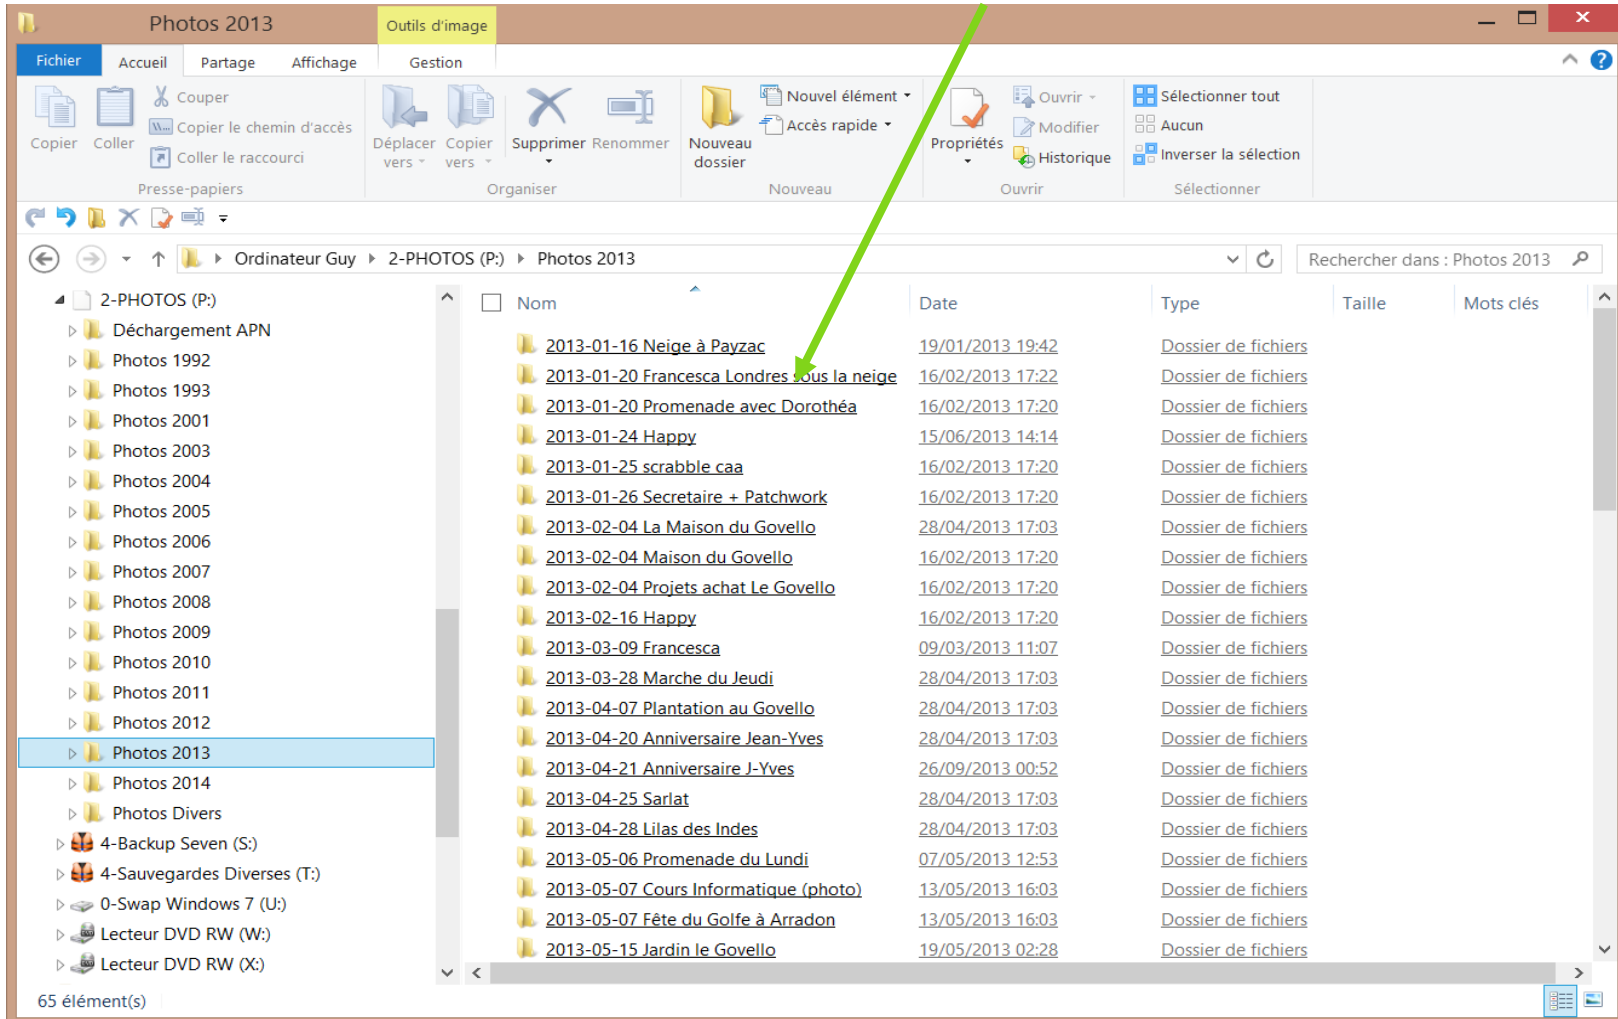 Photos 2013
Outils d'image
Fichier Accueil Partage Affichage Gestion
Copier
Coller
Couper
Copier le chemin d'accès
Coller le raccourci
Presse-papiers
Déplacer vers
Copier vers
Supprimer
Renommer
Organiser
Nouveau dossier
Nouvel élément
Accès rapide
Nouveau
Propriétés
Ouvrir
Modifier
Historique
Ouvrir
Sélectionner tout
Aucun
Inverser la sélection
Sélectionner
Ordinateur Guy 2-PHOTOS (P:) Photos 2013
Rechercher dans : Photos 2013
2-PHOTOS (P:)
Déchargement APN
Photos 1992
Photos 1993
Photos 2001
Photos 2003
Photos 2004
Photos 2005
Photos 2006
Photos 2007
Photos 2008
Photos 2009
Photos 2010
Photos 2011
Photos 2012
Photos 2013
Photos 2014
Photos Divers
4-Backup Seven (S:)
4-Sauvegardes Diverses (T:)
0-Swap Windows 7 (U:)
Lecteur DVD RW (W:)
Lecteur DVD RW (X:)
Nom Date Type Taille Mots clés
2013-01-16 Neige à Payzac 19/01/2013 19:42 Dossier de fichiers
2013-01-20 Francesca Londres sous la neige 16/02/2013 17:22 Dossier de fichiers
2013-01-20 Promenade avec Dorothéa 16/02/2013 17:20 Dossier de fichiers
2013-01-24 Happy 15/06/2013 14:14 Dossier de fichiers
2013-01-25 scrabble caa 16/02/2013 17:20 Dossier de fichiers
2013-01-26 Secretaire + Patchwork 16/02/2013 17:20 Dossier de fichiers
2013-02-04 La Maison du Govello 28/04/2013 17:03 Dossier de fichiers
2013-02-04 Maison du Govello 16/02/2013 17:20 Dossier de fichiers
2013-02-04 Projets achat Le Govello 16/02/2013 17:20 Dossier de fichiers
2013-02-16 Happy 16/02/2013 17:20 Dossier de fichiers
2013-03-09 Francesca 09/03/2013 11:07 Dossier de fichiers
2013-03-28 Marche du Jeudi 28/04/2013 17:03 Dossier de fichiers
2013-04-07 Plantation au Govello 28/04/2013 17:03 Dossier de fichiers
2013-04-20 Anniversaire Jean-Yves 28/04/2013 17:03 Dossier de fichiers
2013-04-21 Anniversaire J-Yves 26/09/2013 00:52 Dossier de fichiers
2013-04-25 Sarlat 28/04/2013 17:03 Dossier de fichiers
2013-04-28 Lilas des Indes 28/04/2013 17:03 Dossier de fichiers
2013-05-06 Promenade du Lundi 07/05/2013 12:53 Dossier de fichiers
2013-05-07 Cours Informatique (photo) 13/05/2013 16:03 Dossier de fichiers
2013-05-07 Fête du Golfe à Arradon 13/05/2013 16:03 Dossier de fichiers
2013-05-15 Jardin le Govello 19/05/2013 02:28 Dossier de fichiers
65 élément(s)